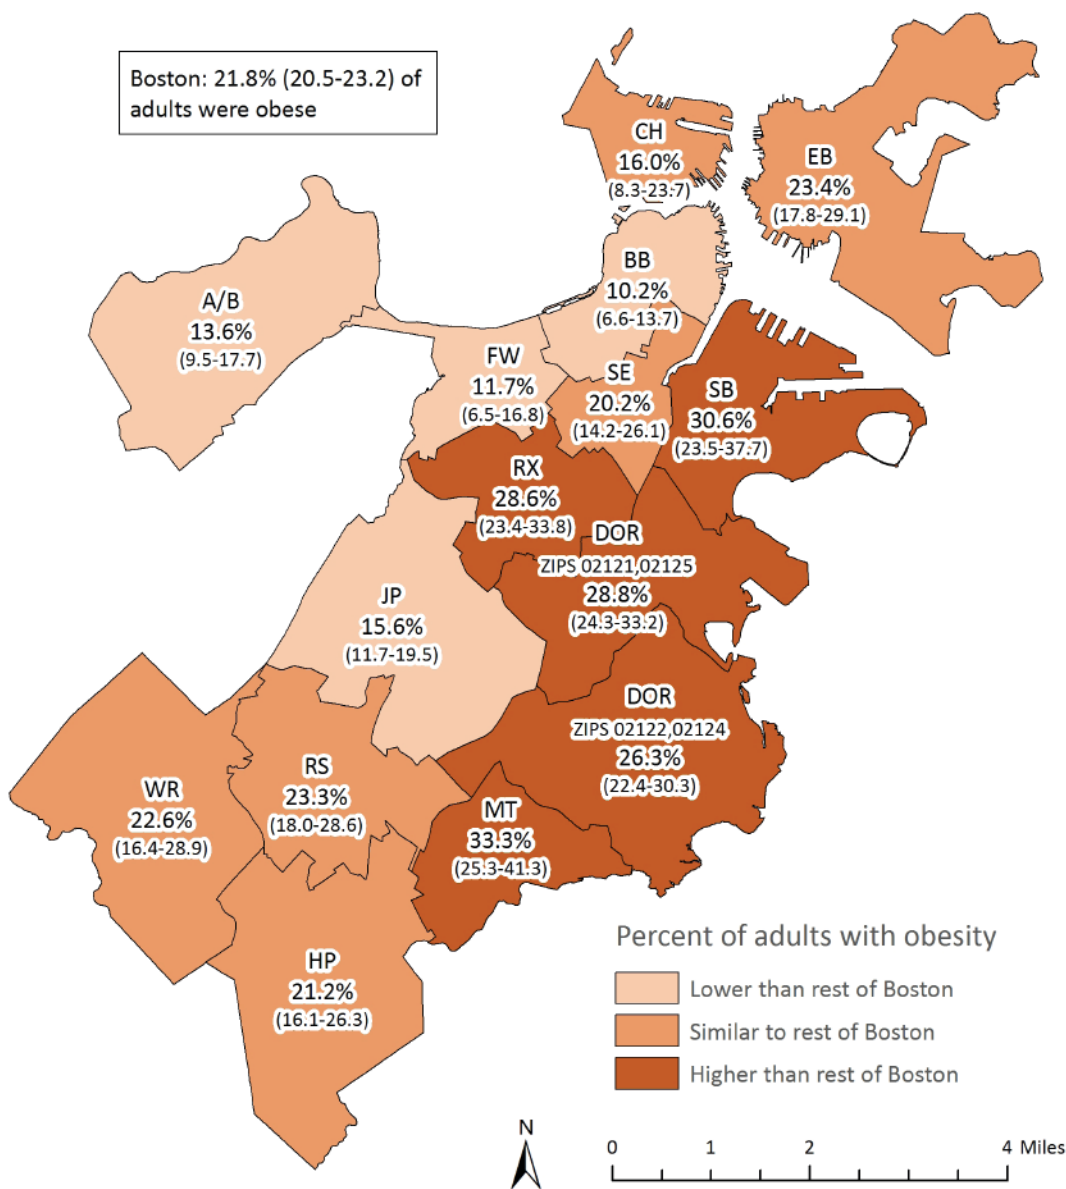 Boston: 21.8% (20.5-23.2) of
adults were obese
CH
16.0%
(8.3-23.7)
EB
23.4%
(17.8-29.1)
BB
10.2%
(6.6-13.7)
A/B
13.6%
(9.5-17.7)
FW
11.7%
(6.5-16.8)
SE
20.2%
(14.2-26.1)
SB
30.6%
(23.5-37.7)
RX
28.6%
(23.4-33.8)
DOR
ZIPS 02121,02125
28.8%
(24.3-33.2)
JP
15.6%
(11.7-19.5)
DOR
ZIPS 02122,02124
26.3%
(22.4-30.3)
RS
23.3%
(18.0-28.6)
WR
22.6%
(16.4-28.9)
MT
33.3%
(25.3-41.3)
HP
21.2%
(16.1-26.3)
Percent of adults with obesity
Lower than rest of Boston
Similar to rest of Boston
Higher than rest of Boston
N
0 1 2 4 Miles